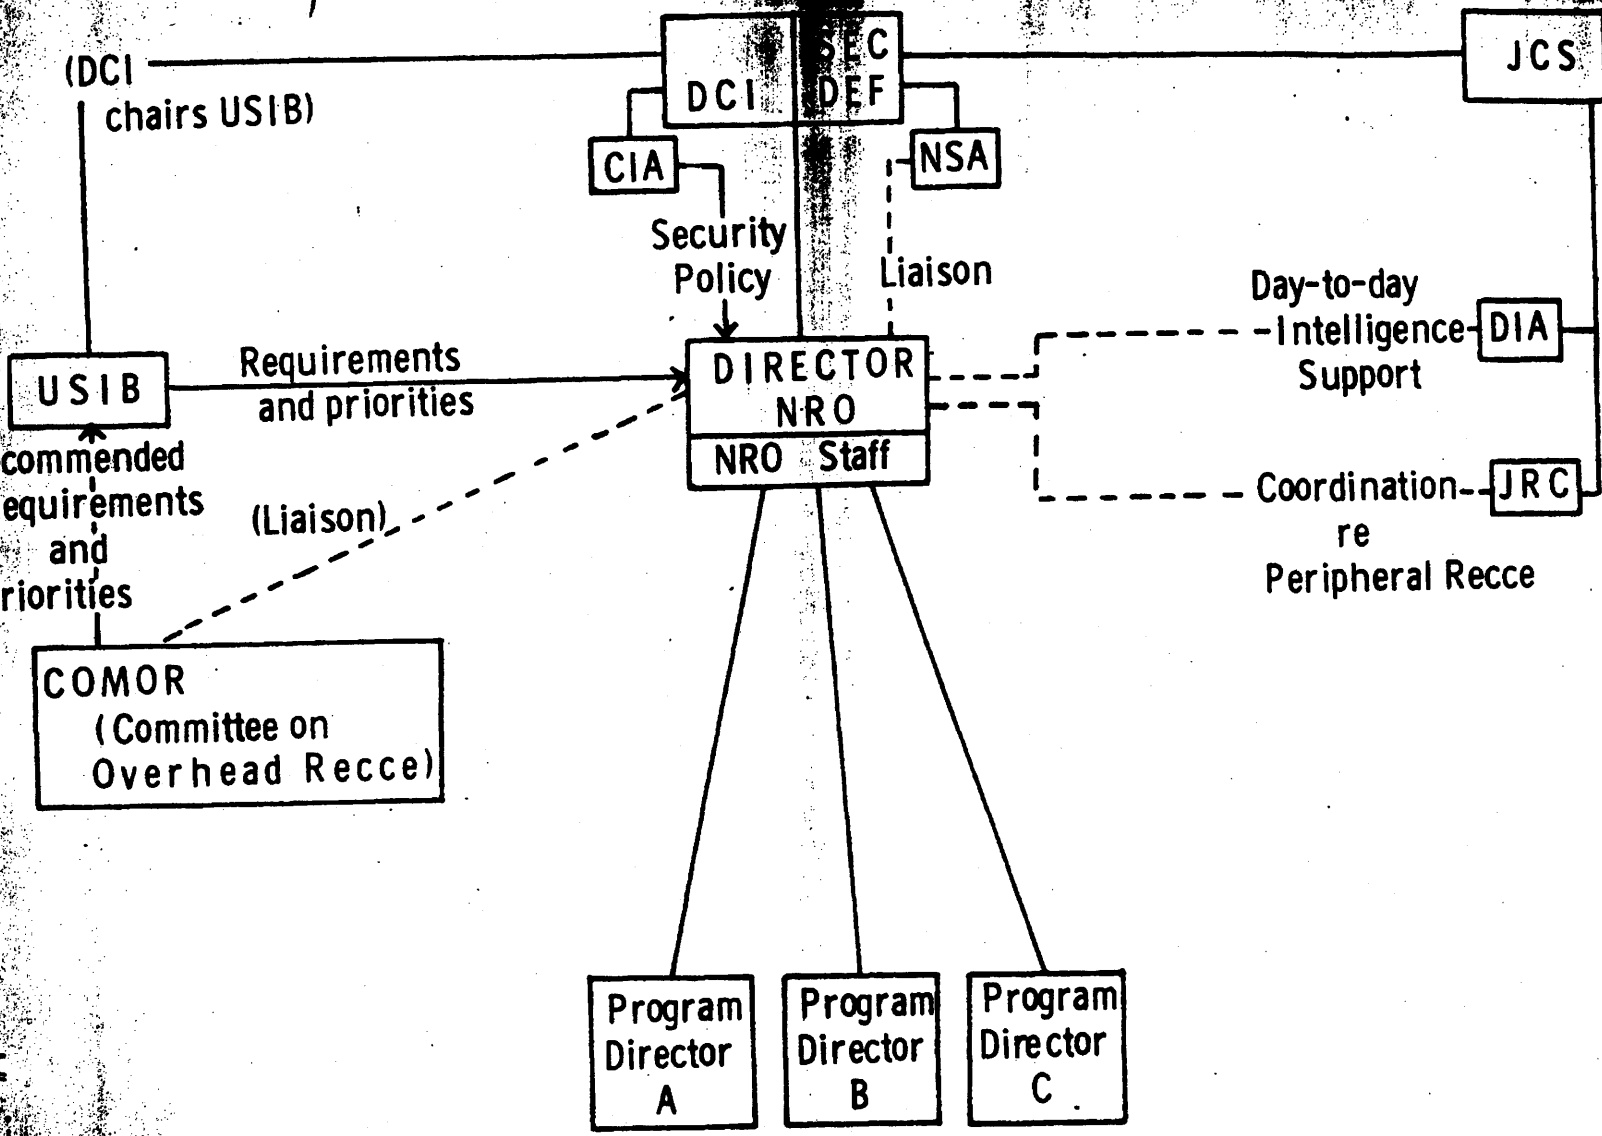 (DCI
chairs USIB)
DCI
SEC
DEF
JCS
CIA
NSA
Security
Policy
Liaison
Day-to-day
Intelligence
Support
DIA
USIB
Requirements
and priorities
DIRECTOR
NRO
NRO Staff
commended
equirements
and
riorities
(Liaison)
Coordination
re
Peripheral Recce
JRC
COMOR
(Committee on
Overhead Recce)
Program
Director
A
Program
Director
B
Program
Director
C